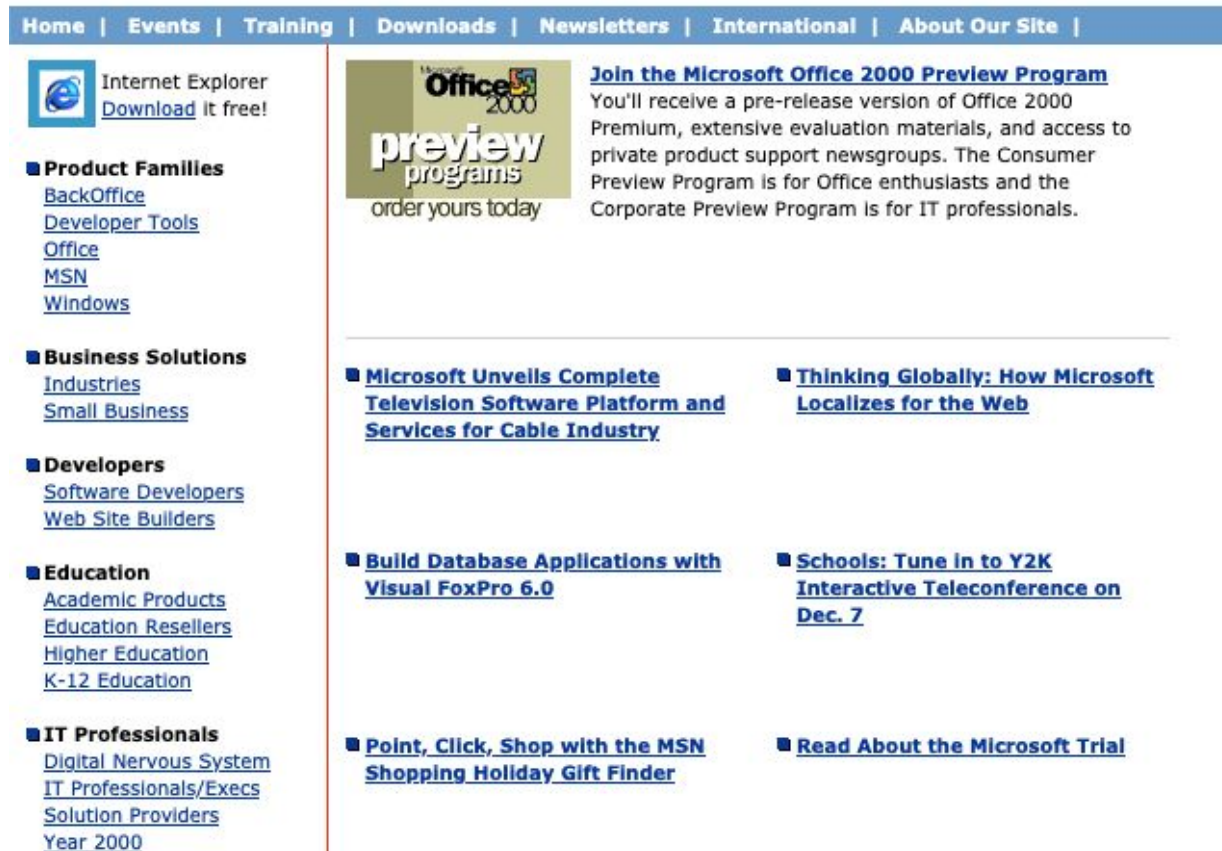 Home | Events | Training | Downloads | Newsletters | International | About Our Site |
Internet Explorer
Download it free!
Product Families
BackOffice
Developer Tools
Office
MSN
Windows
Business Solutions
Industries
Small Business
Developers
Software Developers
Web Site Builders
Education
Academic Products
Education Resellers
Higher Education
K-12 Education
IT Professionals
Digital Nervous System
IT Professionals/Execs
Solution Providers
Year 2000
Microsoft
Office
2000
preview
programs
order yours today
Join the Microsoft Office 2000 Preview Program
You'll receive a pre-release version of Office 2000
Premium, extensive evaluation materials, and access to
private product support newsgroups. The Consumer
Preview Program is for Office enthusiasts and the
Corporate Preview Program is for IT professionals.
Microsoft Unveils Complete
Television Software Platform and
Services for Cable Industry
Thinking Globally: How Microsoft
Localizes for the Web
Build Database Applications with
Visual FoxPro 6.0
Schools: Tune in to Y2K
Interactive Teleconference on
Dec. 7
Point, Click, Shop with the MSN
Shopping Holiday Gift Finder
Read About the Microsoft Trial